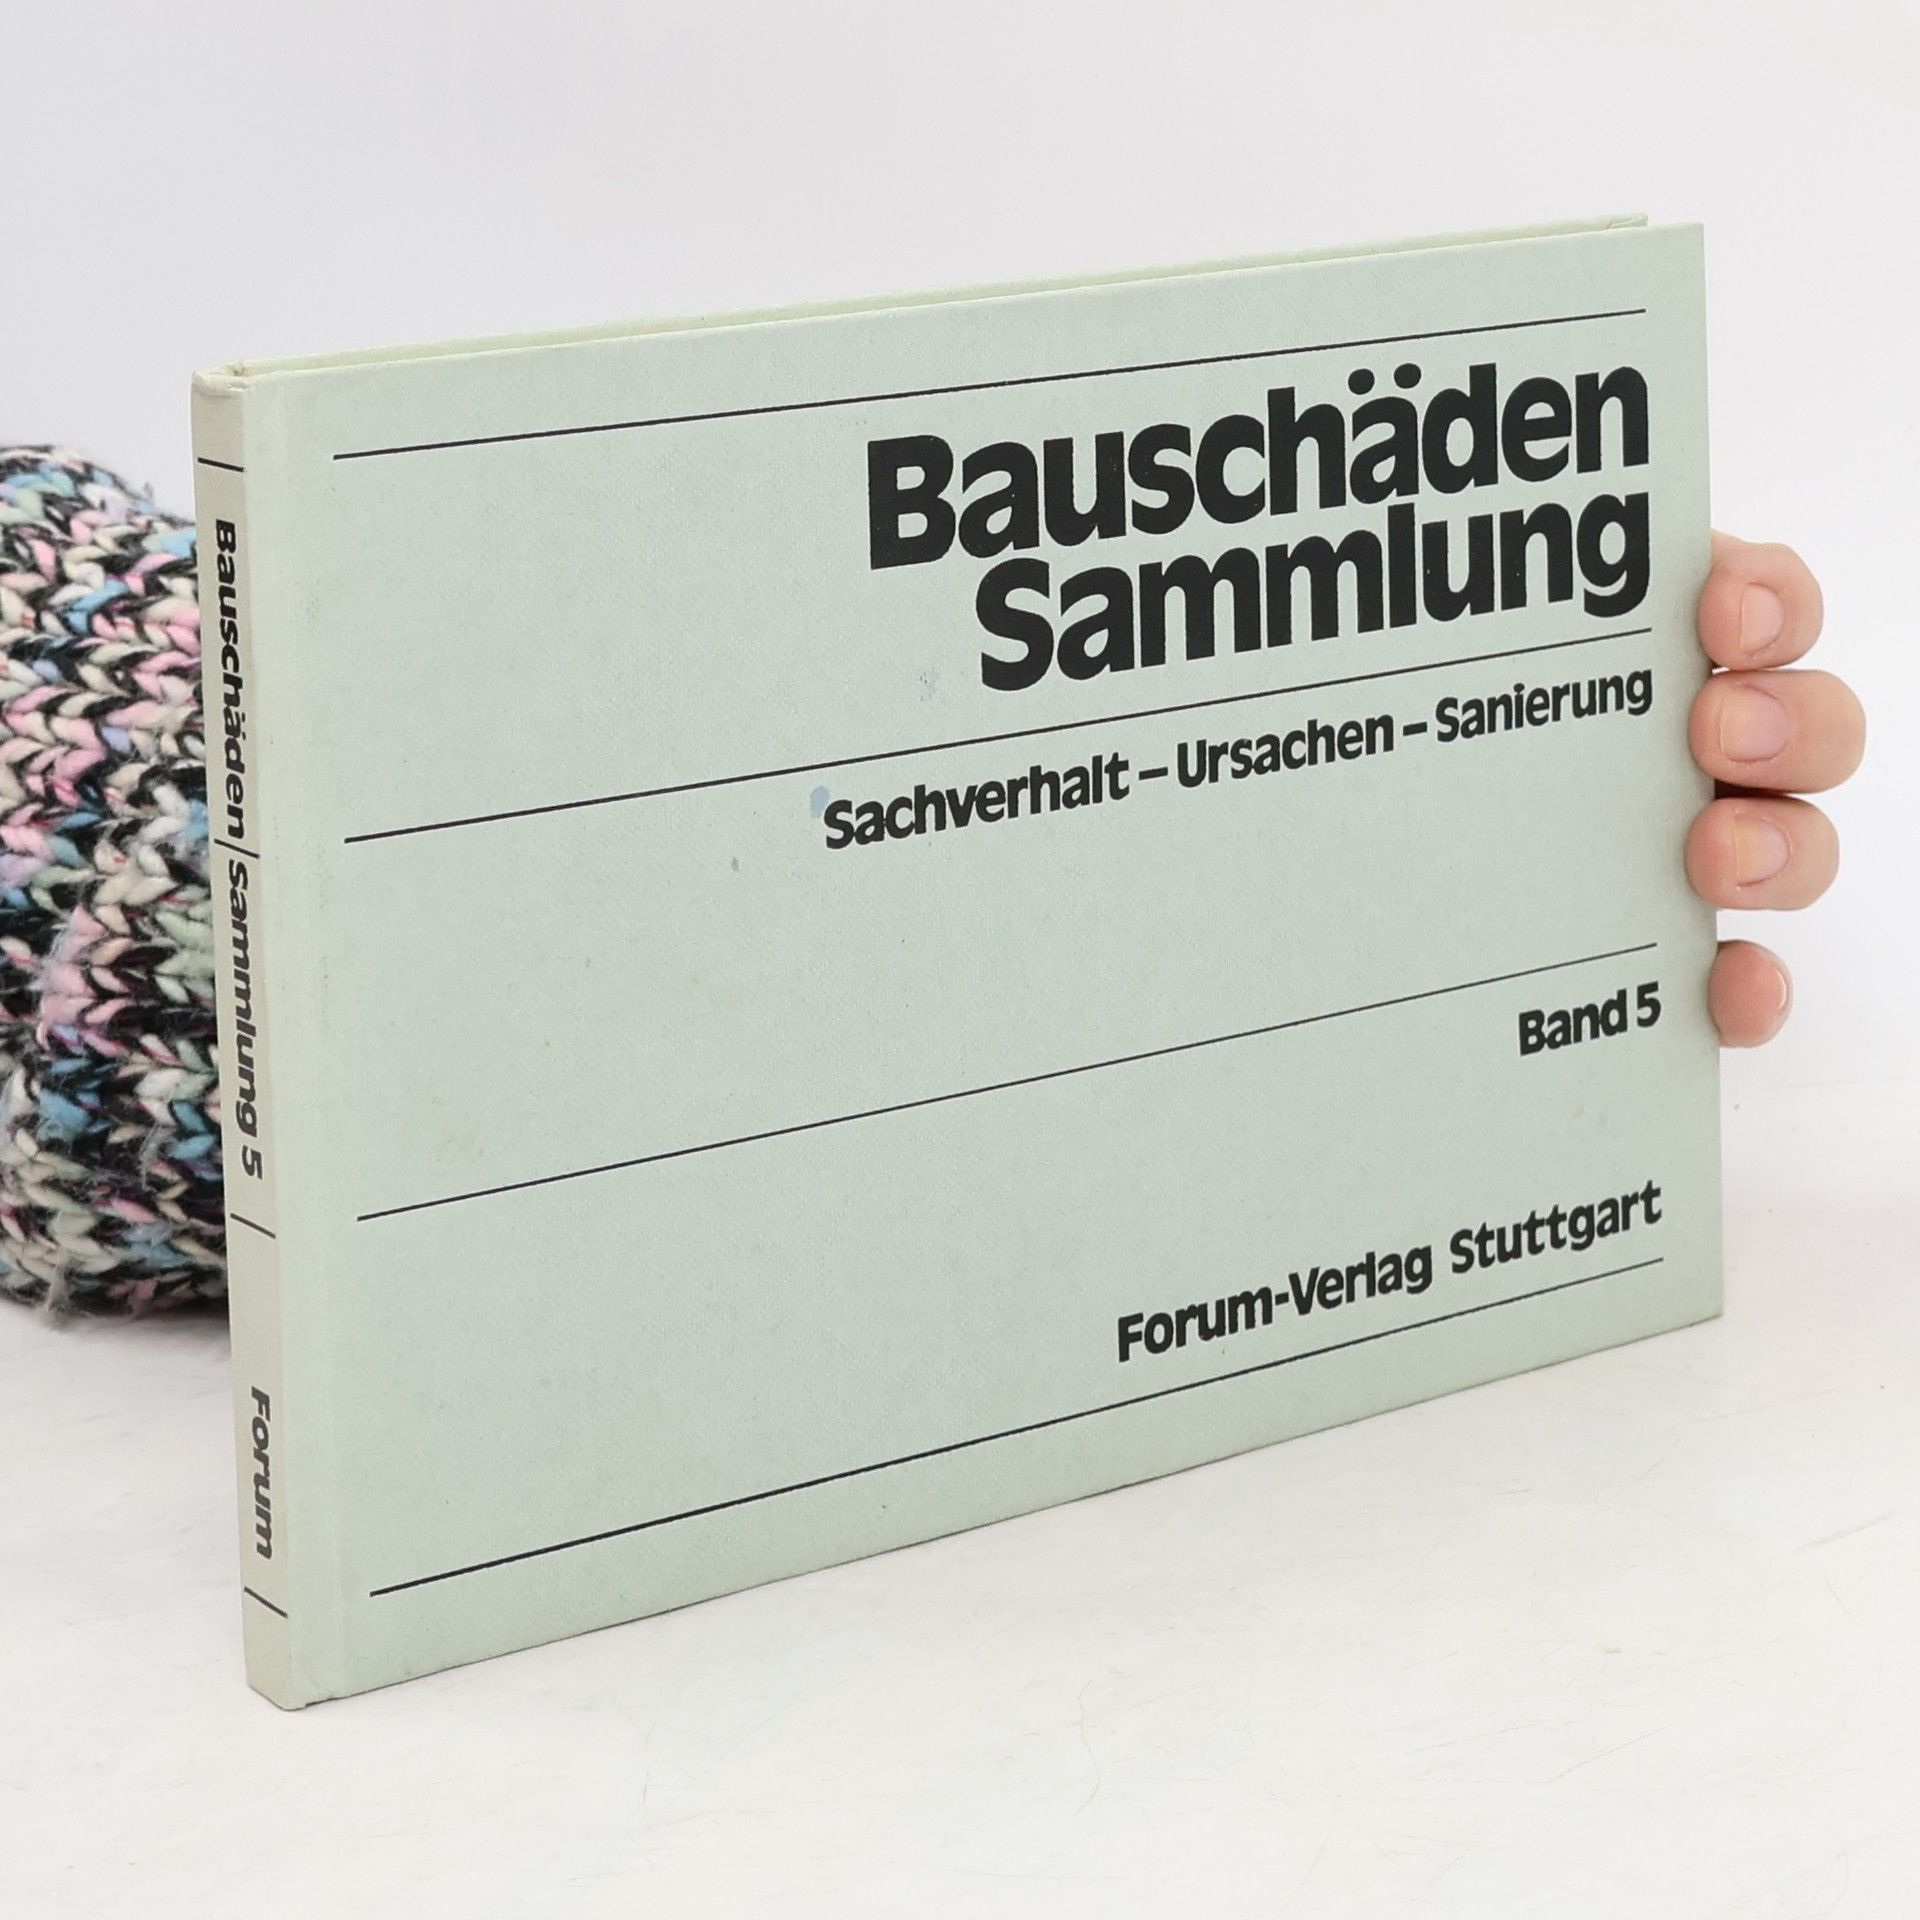 Bauschäden
Sammlung
Sachverhalt – Ursachen – Sanierung
Band 5
Forum-Verlag Stuttgart
Bauschäden Sammlung 5
Forum